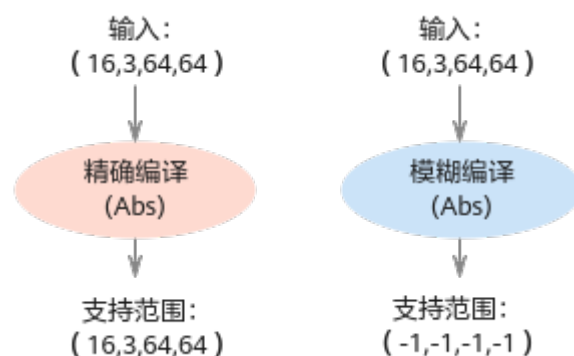 输入：
( 16,3,64,64 )
精确编译
(Abs)
支持范围：
( 16,3,64,64 )
输入：
( 16,3,64,64 )
模糊编译
(Abs)
支持范围：
( -1,-1,-1,-1 )